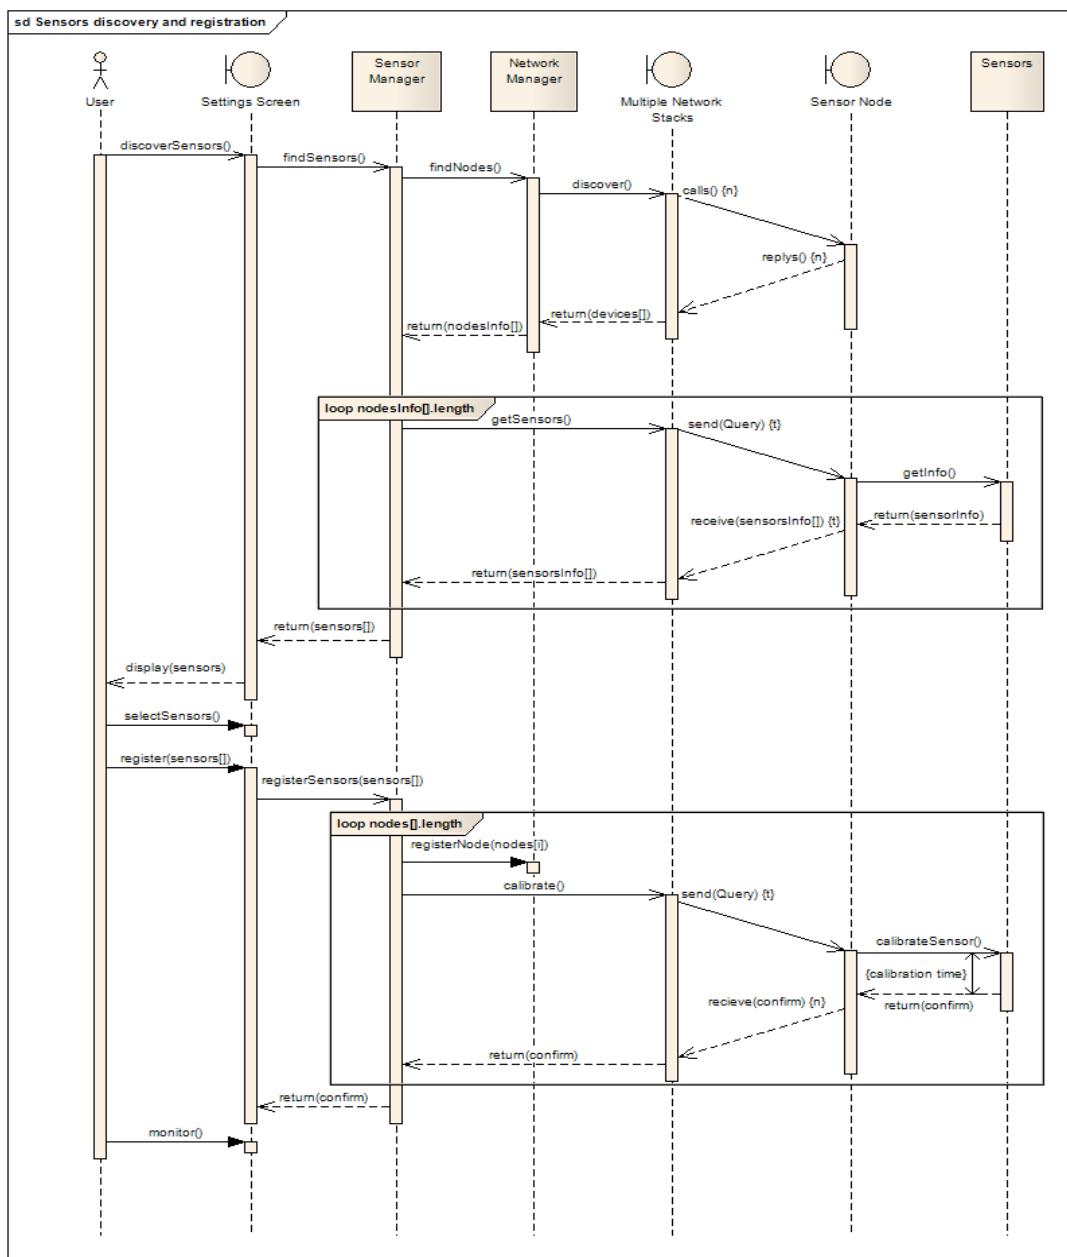 sd Sensors discovery and registration
User
Settings Screen
Sensor
Manager
Network
Manager
Multiple Network
Stacks
Sensor Node
Sensors
discoverSensors()
findSensors()
findNodes()
discover()
calls() {n}
replys() {n}
return(devices[])
return(nodesInfo[])
loop nodesInfo[].length
getSensors()
send(Query) {t}
getInfo()
return(sensorInfo)
receive(sensorsInfo[]) {t}
return(sensorsInfo[])
return(sensors[])
display(sensors)
selectSensors()
register(sensors[])
registerSensors(sensors[])
loop nodes[].length
registerNode(nodes[i])
calibrate()
send(Query) {t}
calibrateSensor()
{calibration time}
return(confirm)
recieve(confirm) {n}
return(confirm)
return(confirm)
monitor()